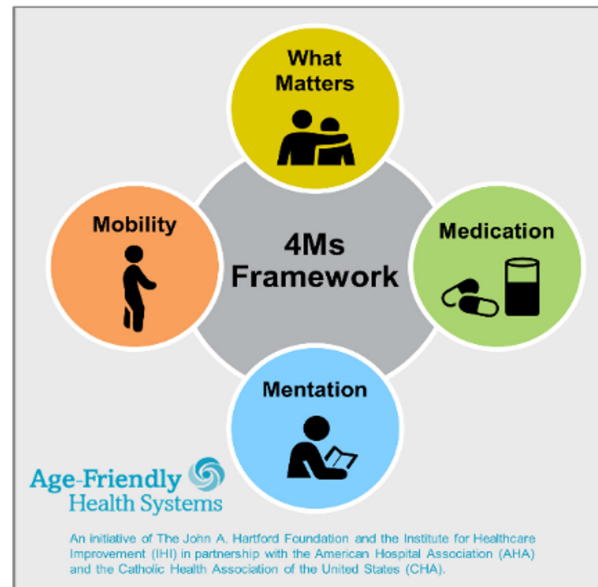 What
Matters
Mobility
4Ms
Framework
Medication
Mentation
Age-Friendly
Health Systems
An initiative of The John A. Hartford Foundation and the Institute for Healthcare
Improvement (IHI) in partnership with the American Hospital Association (AHA)
and the Catholic Health Association of the United States (CHA).